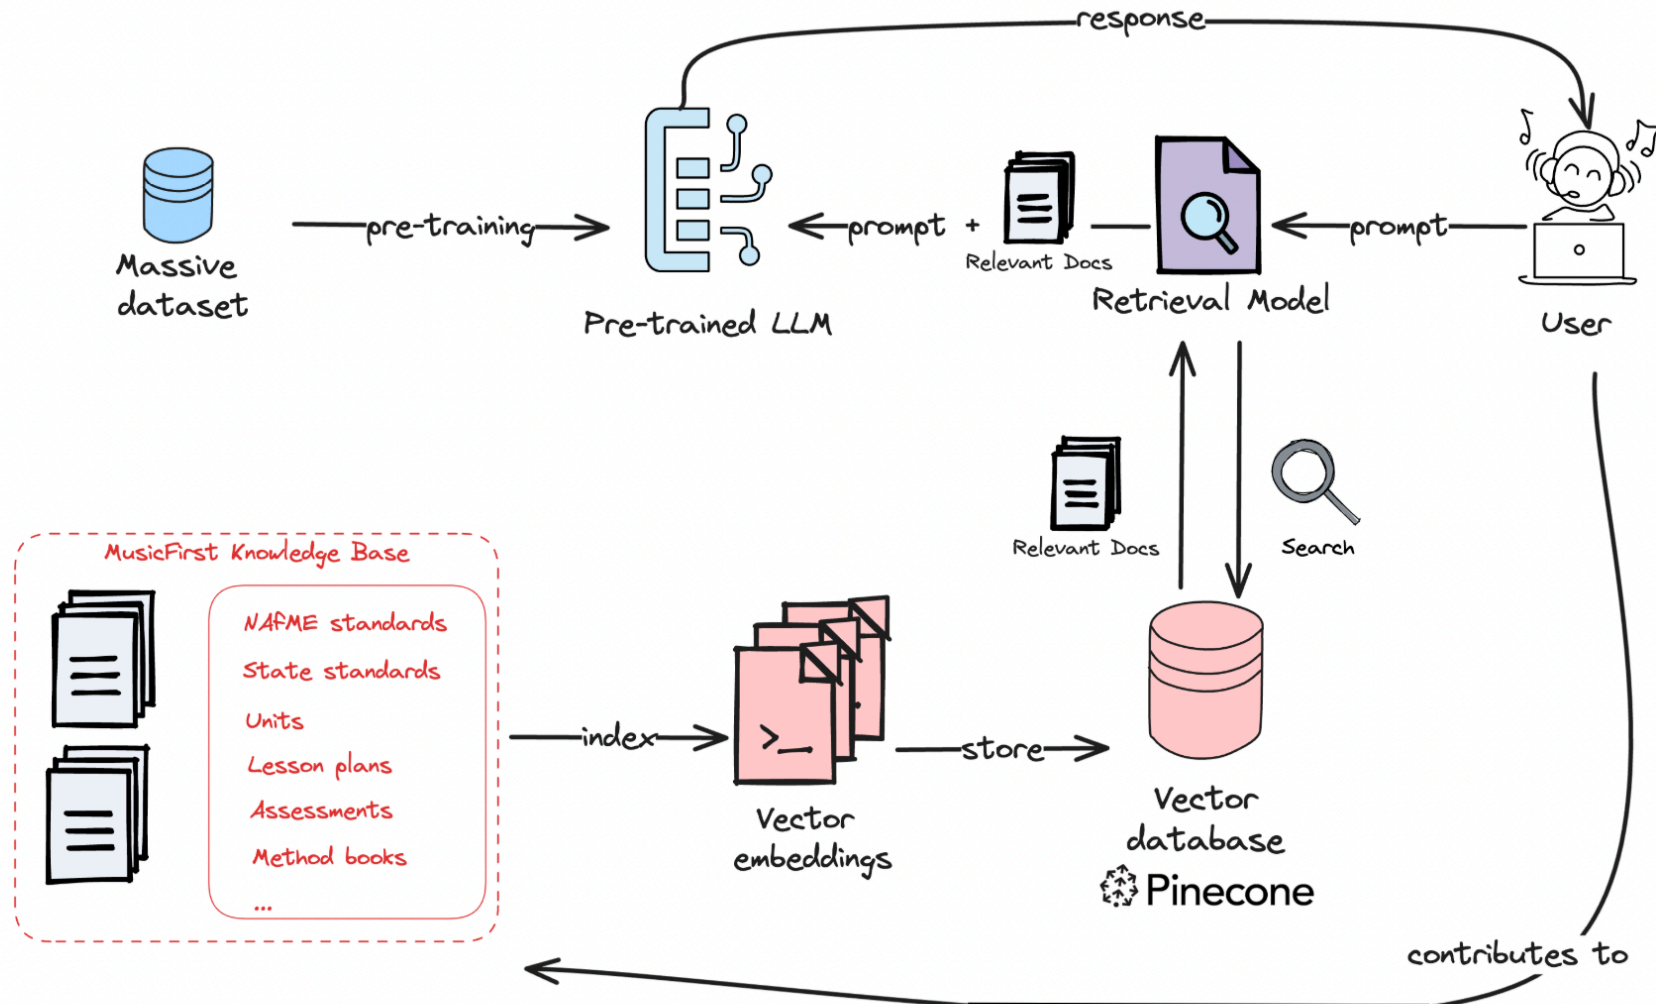 response
pre-training
prompt +
prompt
Relevant Docs
Massive
dataset
Retrieval Model
Pre-trained LLM
User
Relevant Docs
Search
MusicFirst Knowledge Base
NAfME standards
State standards
Units
Lesson plans
Assessments
Method books
...
index
>_
store
Vector
embeddings
Vector
database
Pinecone
contributes to